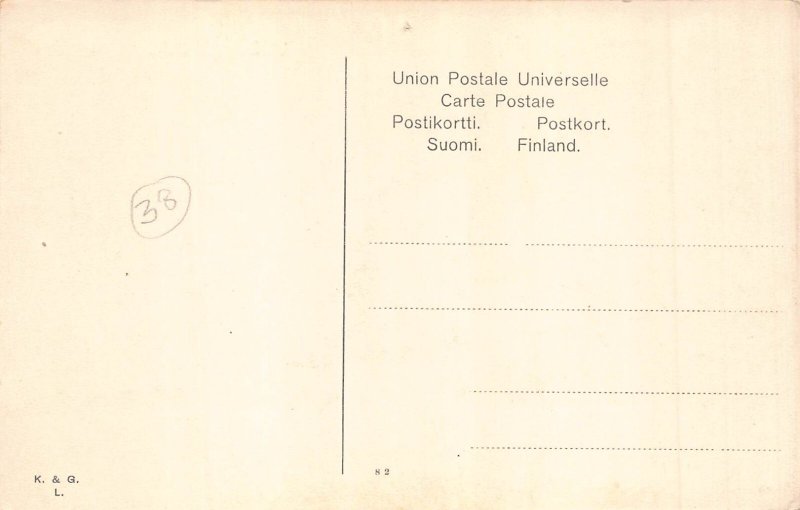 Union Postale Universelle
Carte Postale
Postikortti. Postkort.
Suomi. Finland.
38
K. & G.
L.
82